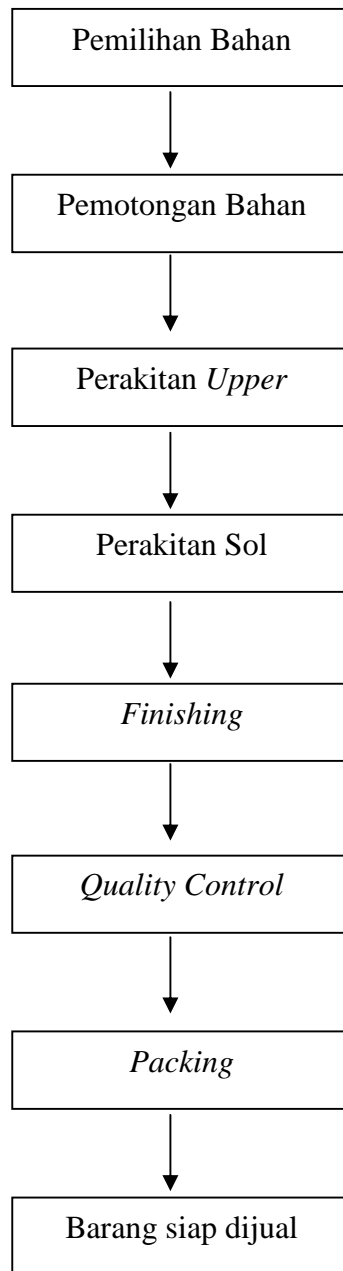 Pemilihan Bahan
Pemotongan Bahan
Perakitan Upper
Perakitan Sol
Finishing
Quality Control
Packing
Barang siap dijual